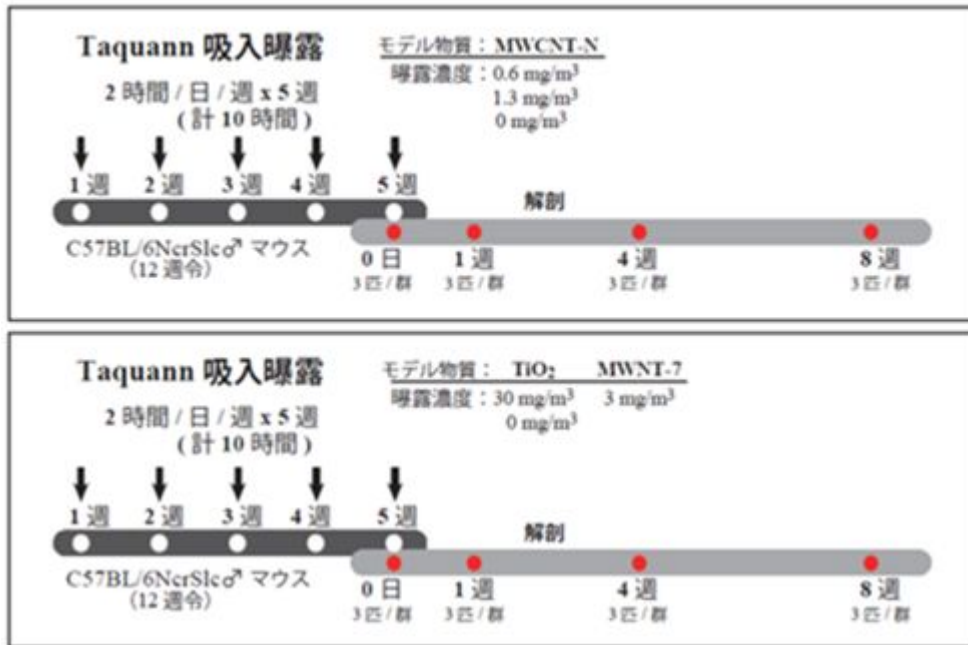 Taquann 吸入曝露
モデル物質：MWCNT-N
曝露濃度：0.6 mg/m³
1.3 mg/m³
0 mg/m³
2 時間 / 日 / 週 x 5 週
( 計 10 時間 )
1 週 2 週 3 週 4 週 5 週
解剖
C57BL/6NcrSlc♂ マウス
（12 週令）
0 日 1 週 4 週 8 週
3 匹 / 群 3 匹 / 群 3 匹 / 群 3 匹 / 群
Taquann 吸入曝露
モデル物質： TiO₂ MWNT-7
曝露濃度：30 mg/m³ 3 mg/m³
0 mg/m³
2 時間 / 日 / 週 x 5 週
( 計 10 時間 )
1 週 2 週 3 週 4 週 5 週
解剖
C57BL/6NcrSlc♂ マウス
（12 週令）
0 日 1 週 4 週 8 週
3 匹 / 群 3 匹 / 群 3 匹 / 群 3 匹 / 群